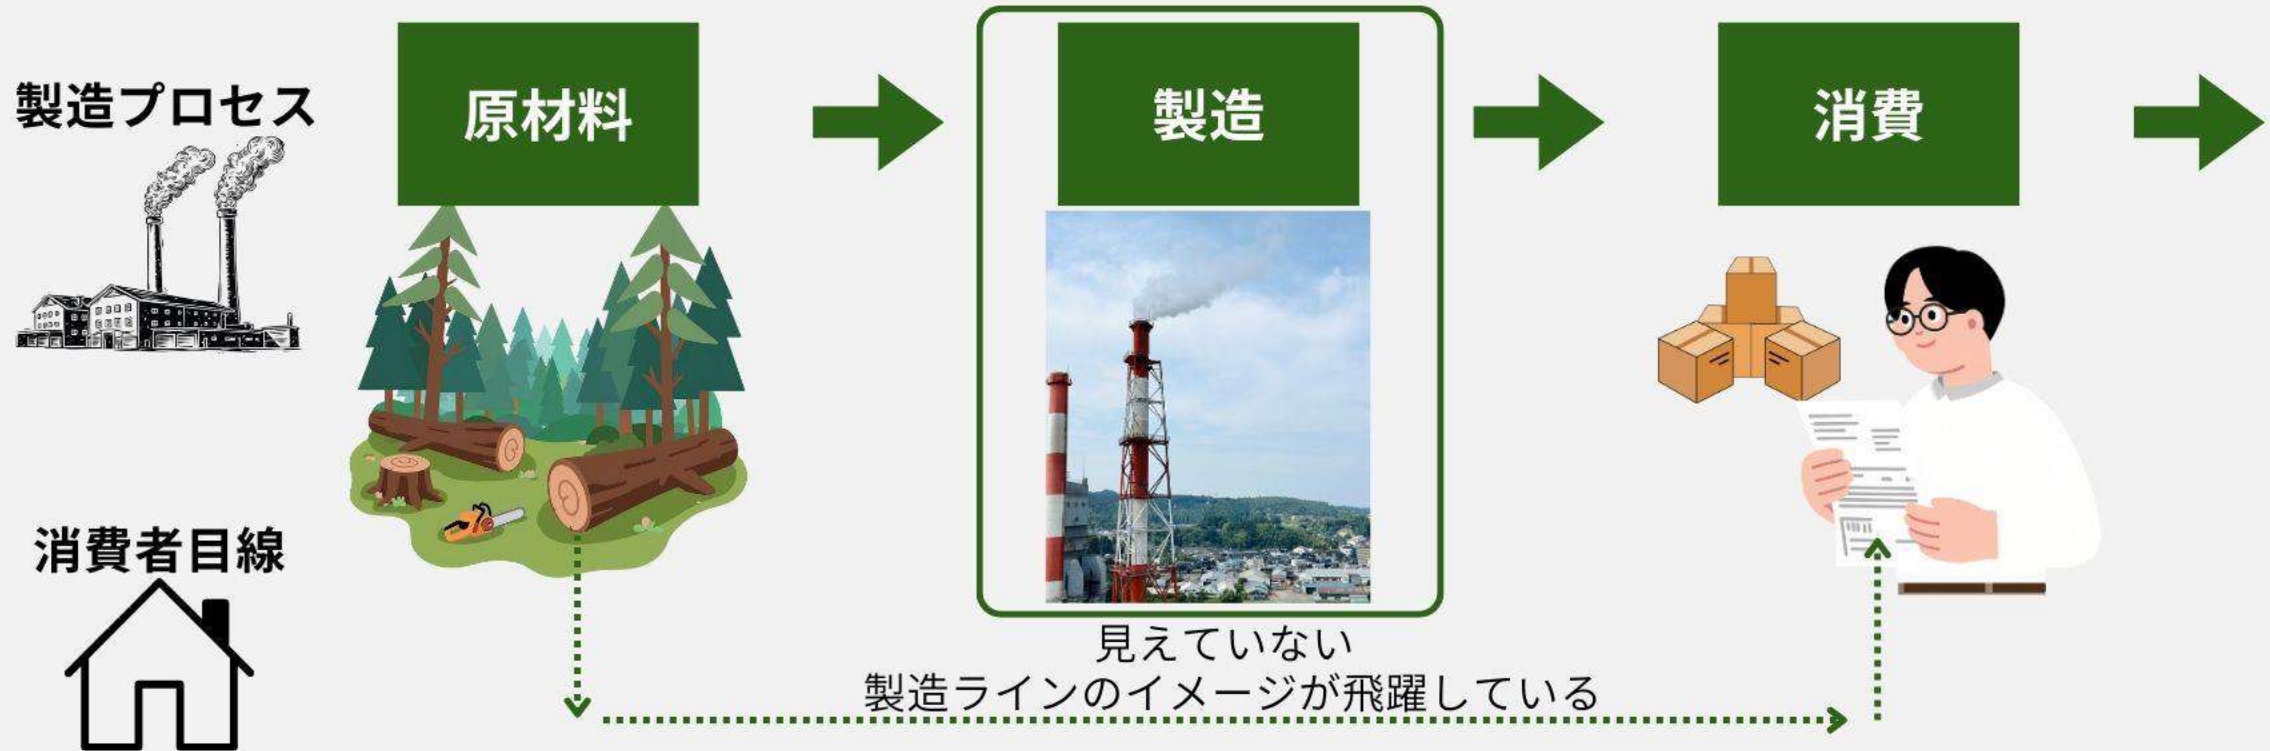 製造プロセス
原材料
製造
消費
消費者目線
見えていない
製造ラインのイメージが飛躍している